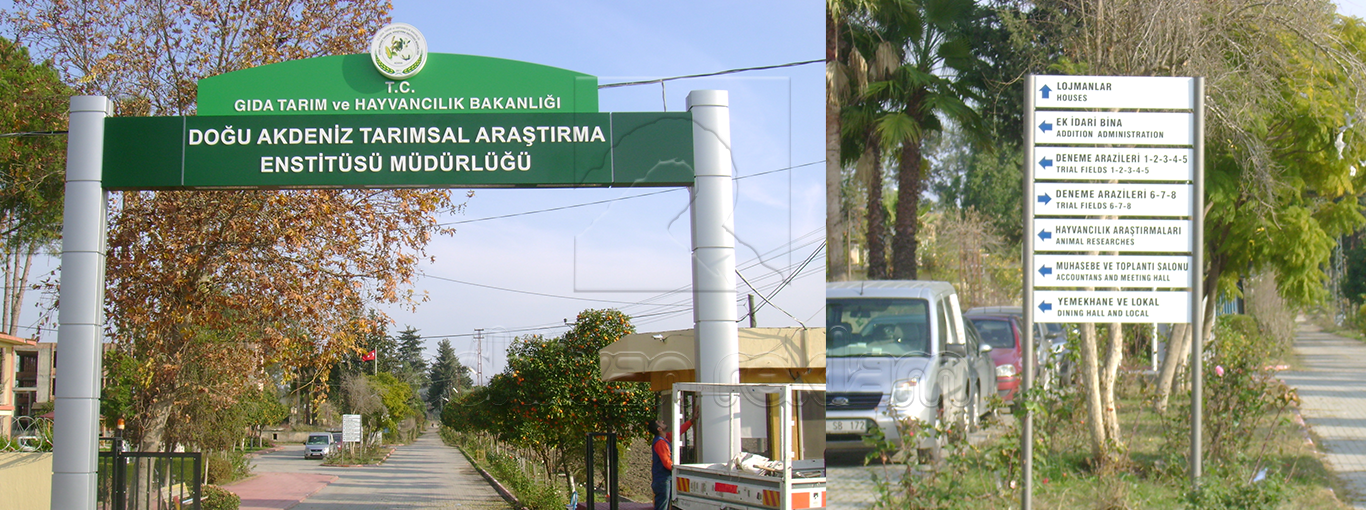 T.C.
GIDA TARIM ve HAYVANCILIK BAKANLIĞI
DOĞU AKDENİZ TARIMSAL ARAŞTIRMA
ENSTİTÜSÜ MÜDÜRLÜĞÜ
LOJMANLAR
HOUSES
EK İDARİ BİNA
ADDITION ADMINISTRATION
DENEME ARAZİLERİ 1-2-3-4-5
TRIAL FIELDS 1-2-3-4-5
DENEME ARAZİLERİ 6-7-8
TRIAL FIELDS 6-7-8
HAYVANCILIK ARAŞTIRMALARI
ANIMAL RESEARCHES
MUHASEBE VE TOPLANTI SALONU
ACCOUNTANS AND MEETING HALL
YEMEKHANE VE LOKAL
DINING HALL AND LOCAL